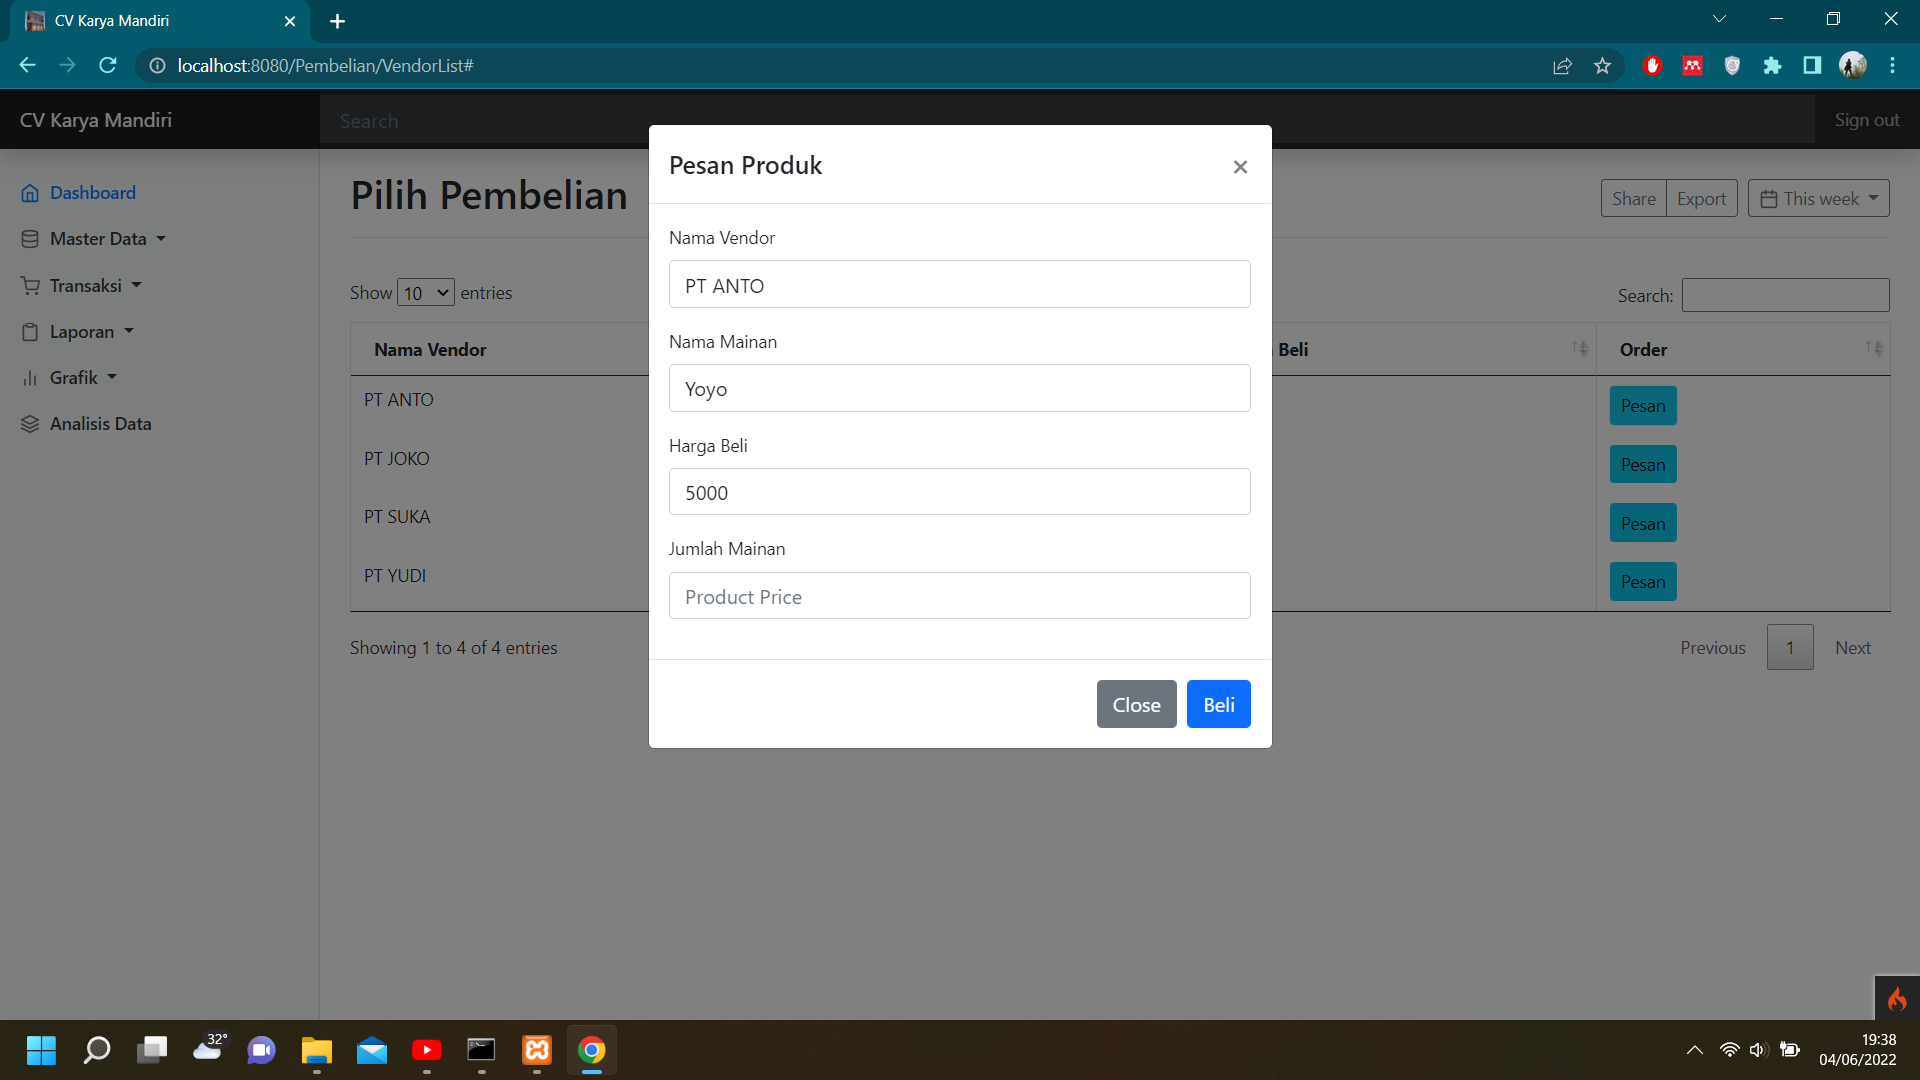 CV Karya Mandiri
localhost:8080/Pembelian/VendorList#
CV Karya Mandiri
Search
Sign out
Dashboard
Master Data
Transaksi
Laporan
Grafik
Analisis Data
Pilih Pembelian
Share
Export
This week
Show 10 entries
Search:
Nama Vendor
Beli
Order
PT ANTO
Pesan
PT JOKO
Pesan
PT SUKA
Pesan
PT YUDI
Pesan
Showing 1 to 4 of 4 entries
Previous
1
Next
Pesan Produk
×
Nama Vendor
PT ANTO
Nama Mainan
Yoyo
Harga Beli
5000
Jumlah Mainan
Product Price
Close
Beli
32°
19:38
04/06/2022